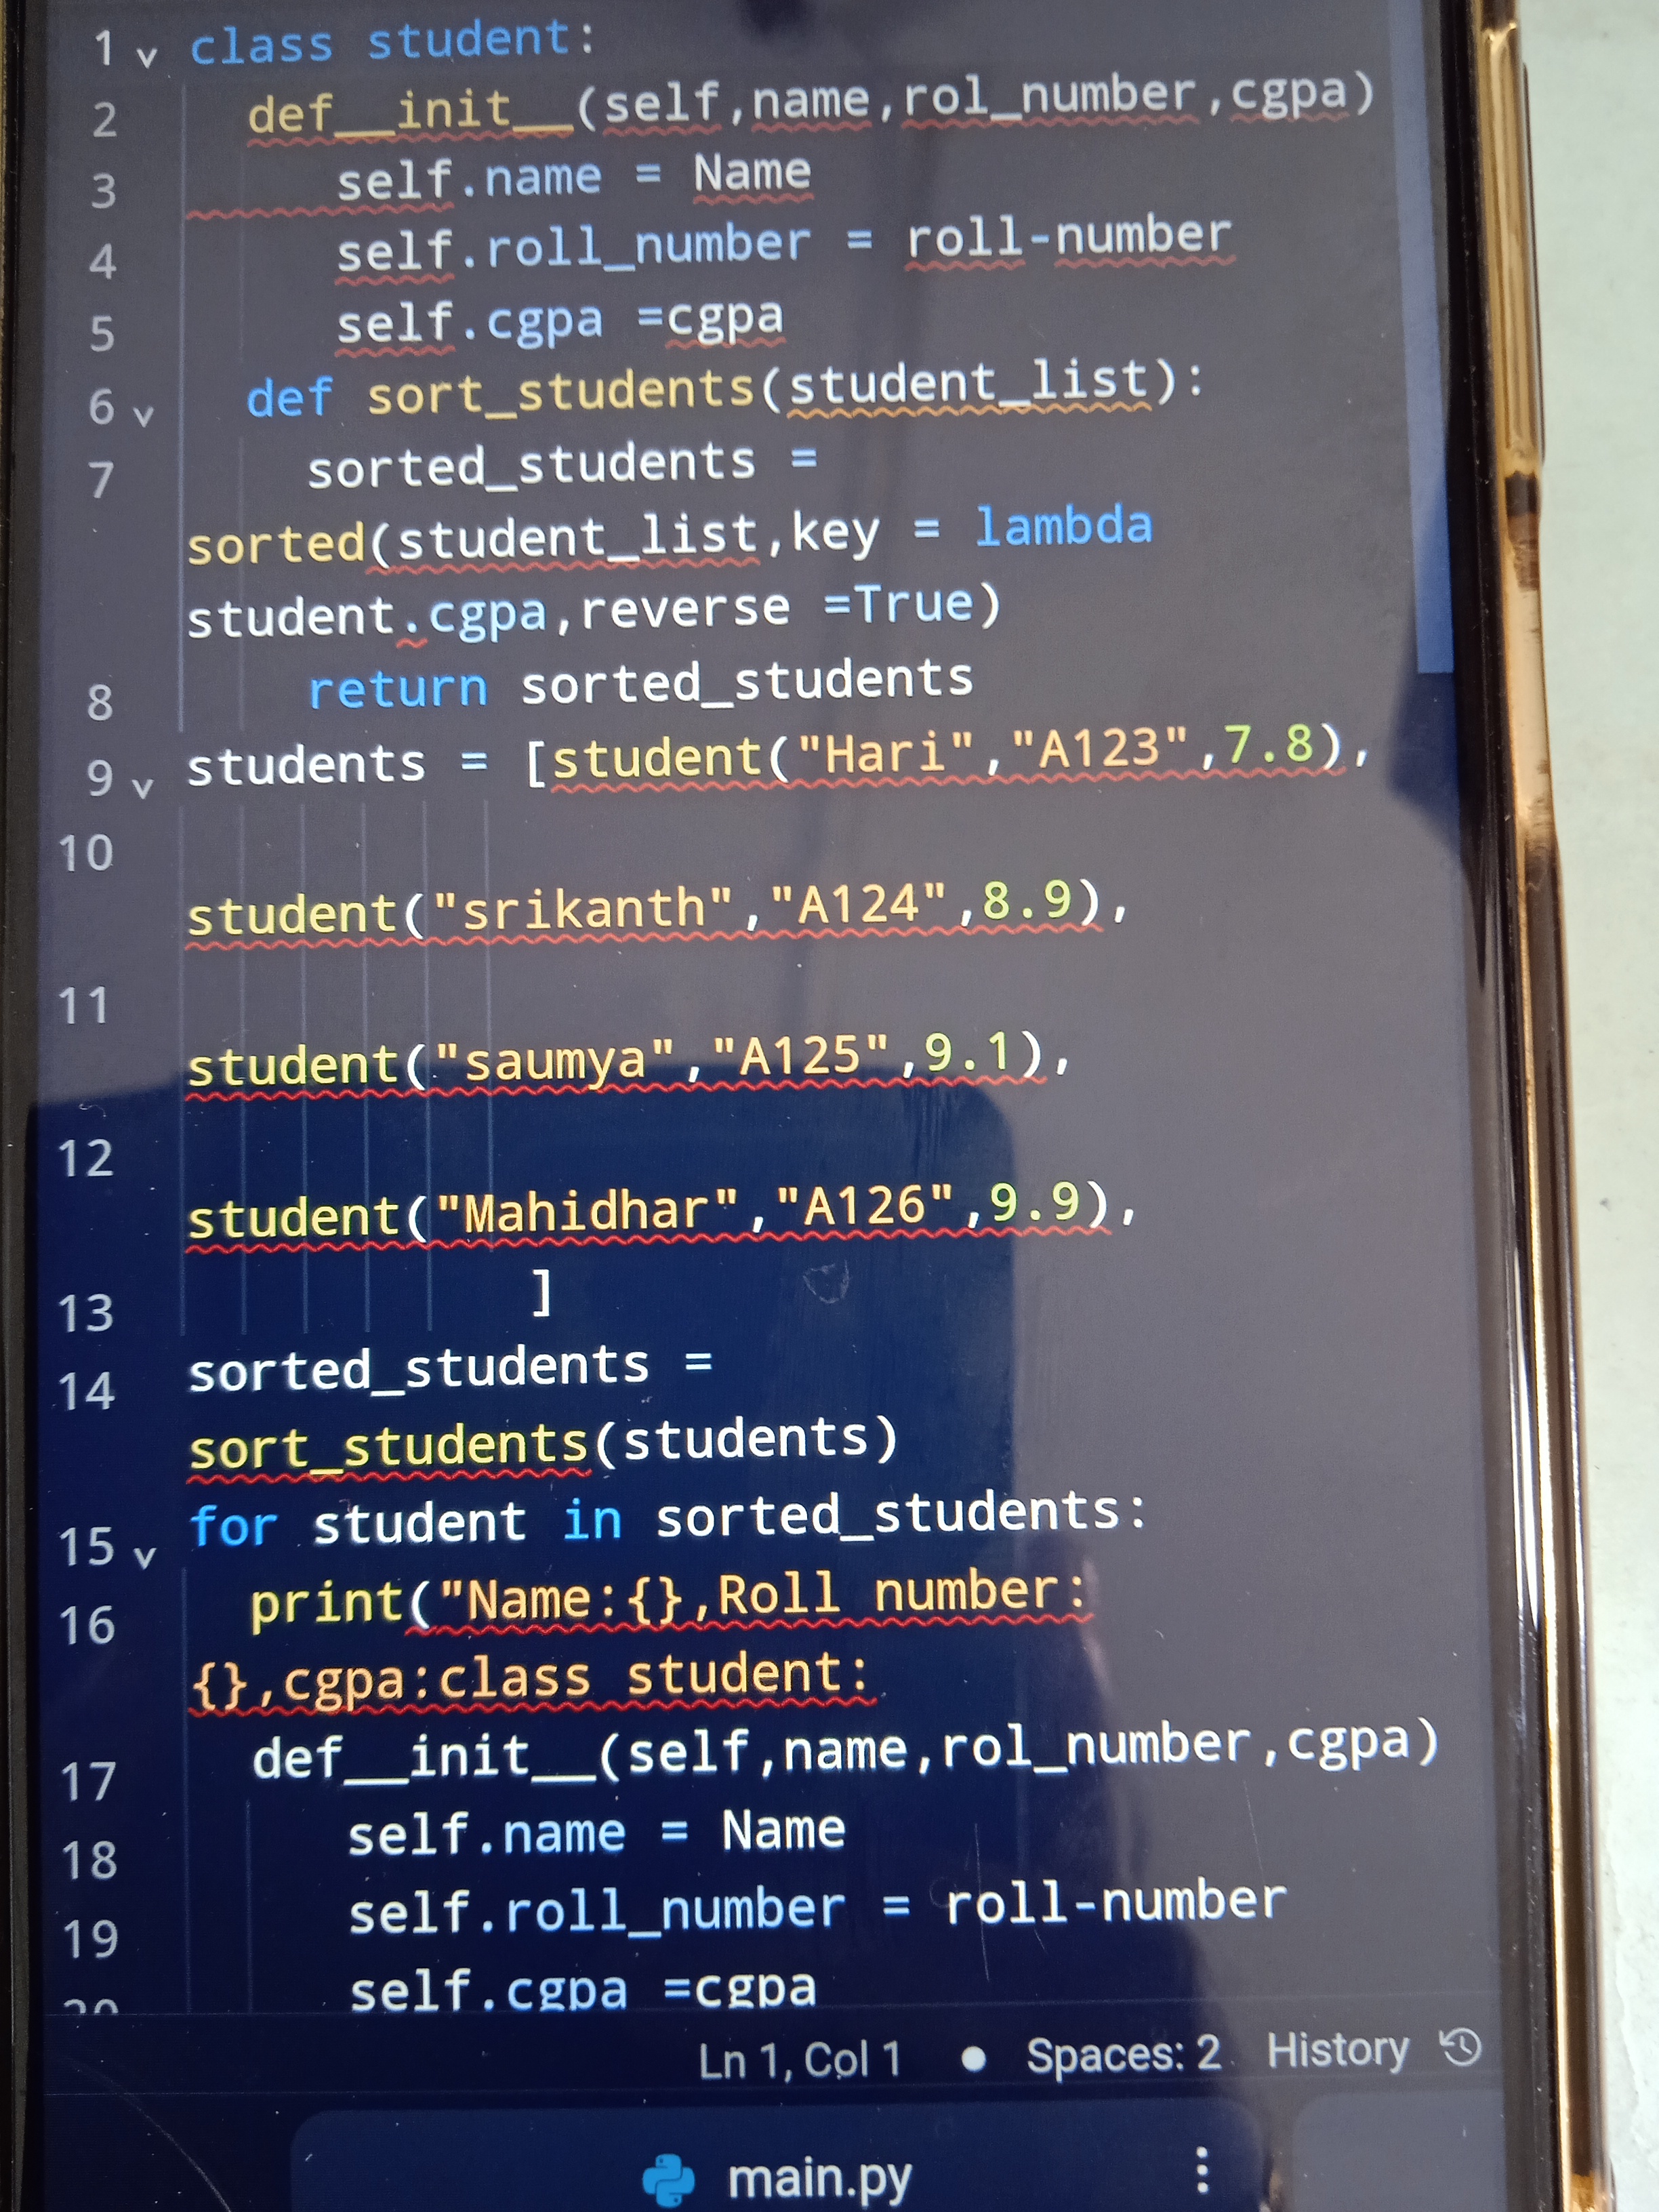 1 v class student:
2 def__init__(self,name,rol_number,cgpa)
3 self.name = Name
4 self.roll_number = roll-number
5 self.cgpa =cgpa
6 v def sort_students(student_list):
7 sorted_students =
sorted(student_list,key = lambda
student.cgpa,reverse =True)
8 return sorted_students
9 v students = [student("Hari","A123",7.8),
10
student("srikanth","A124",8.9),
11
student("saumya","A125",9.1),
12
student("Mahidhar","A126",9.9),
13 ]
14 sorted_students =
sort_students(students)
15 v for student in sorted_students:
16 print("Name:{},Roll number:
{},cgpa:class student:
17 def__init__(self,name,rol_number,cgpa)
18 self.name = Name
19 self.roll_number = roll-number
20 self.cgpa =cgpa
Ln 1, Col 1 ● Spaces: 2 History
main.py